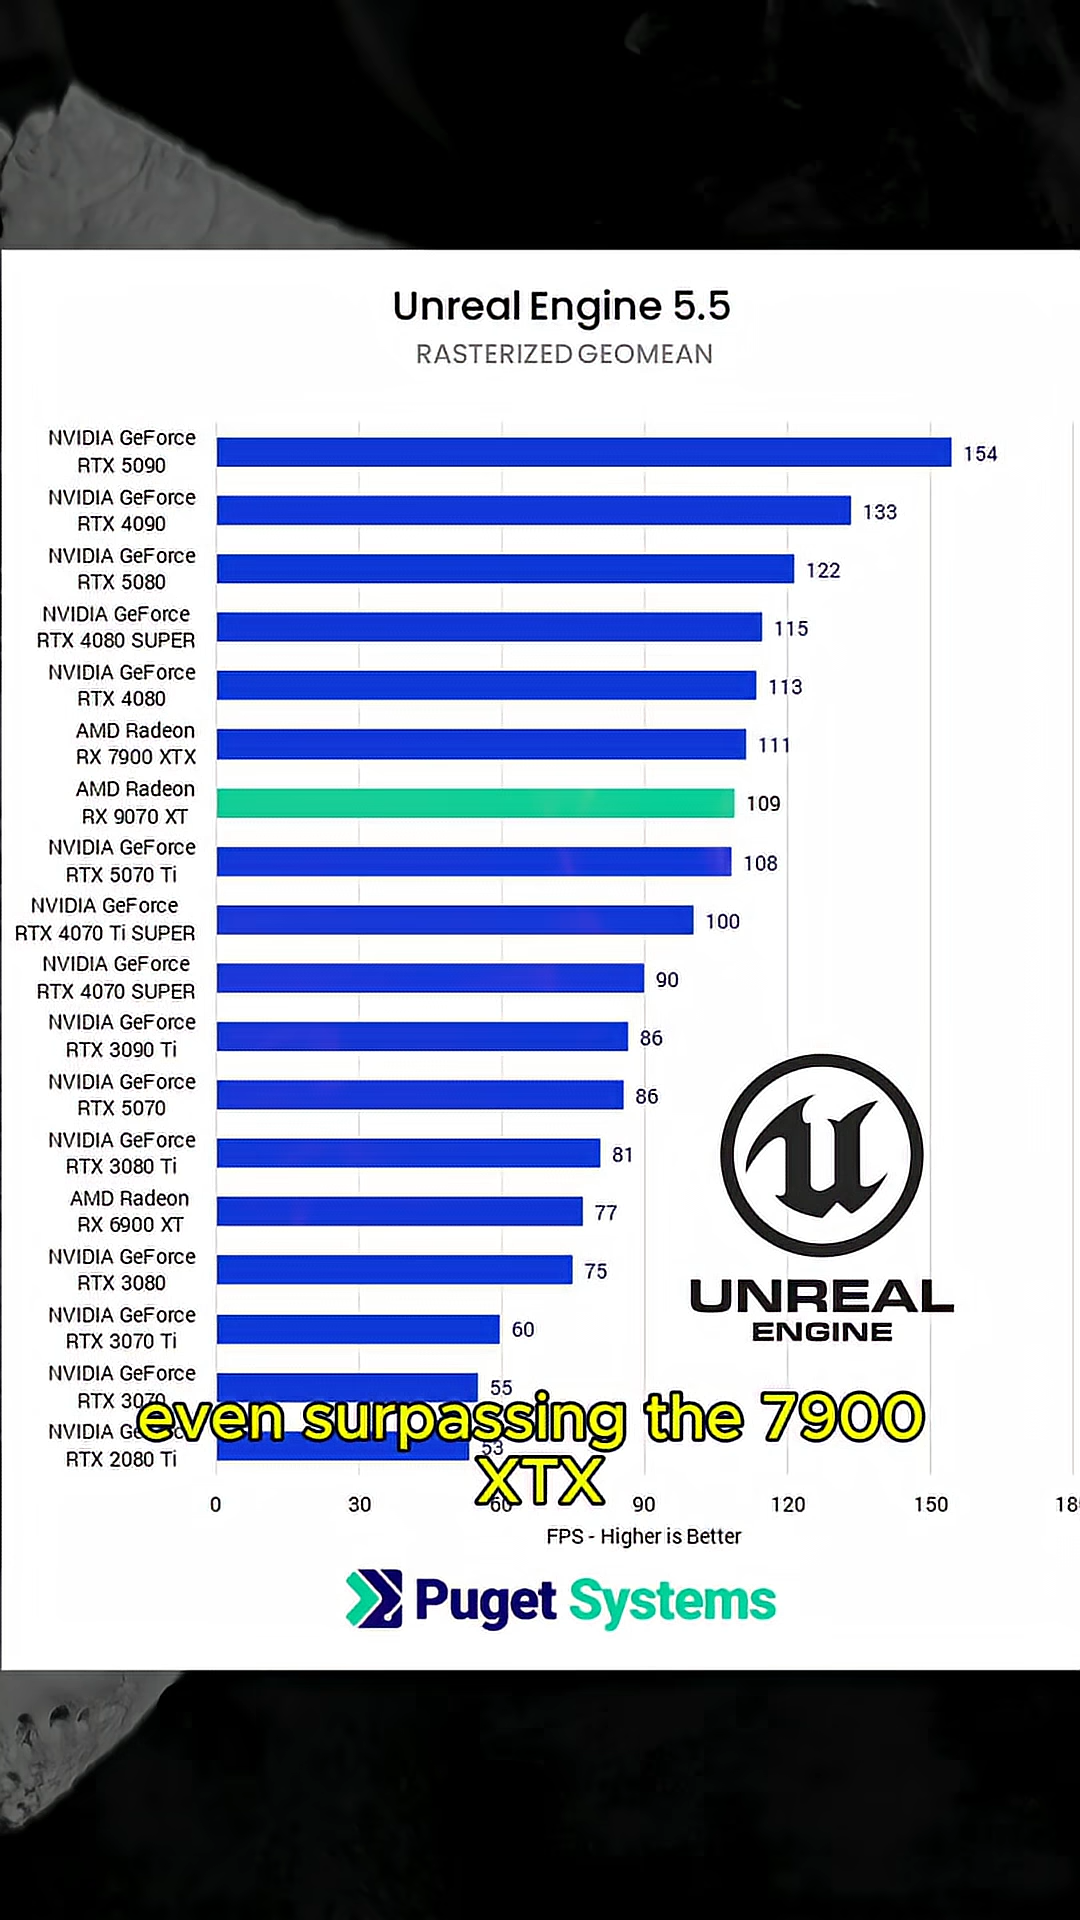 Unreal Engine 5.5
RASTERIZED GEOMEAN
NVIDIA GeForce
RTX 5090
154
NVIDIA GeForce
RTX 4090
133
NVIDIA GeForce
RTX 5080
122
NVIDIA GeForce
RTX 4080 SUPER
115
NVIDIA GeForce
RTX 4080
113
AMD Radeon
RX 7900 XTX
111
AMD Radeon
RX 9070 XT
109
NVIDIA GeForce
RTX 5070 Ti
108
NVIDIA GeForce
RTX 4070 Ti SUPER
100
NVIDIA GeForce
RTX 4070 SUPER
90
NVIDIA GeForce
RTX 3090 Ti
86
NVIDIA GeForce
RTX 5070
86
NVIDIA GeForce
RTX 3080 Ti
81
AMD Radeon
RX 6900 XT
77
NVIDIA GeForce
RTX 3080
75
NVIDIA GeForce
RTX 3070 Ti
60
NVIDIA GeForce
RTX 3070
55
NVIDIA
RTX 2080 Ti
53
UNREAL
ENGINE
even surpassing the 7900
XTX
0 30 60 90 120 150
FPS - Higher is Better
Puget Systems